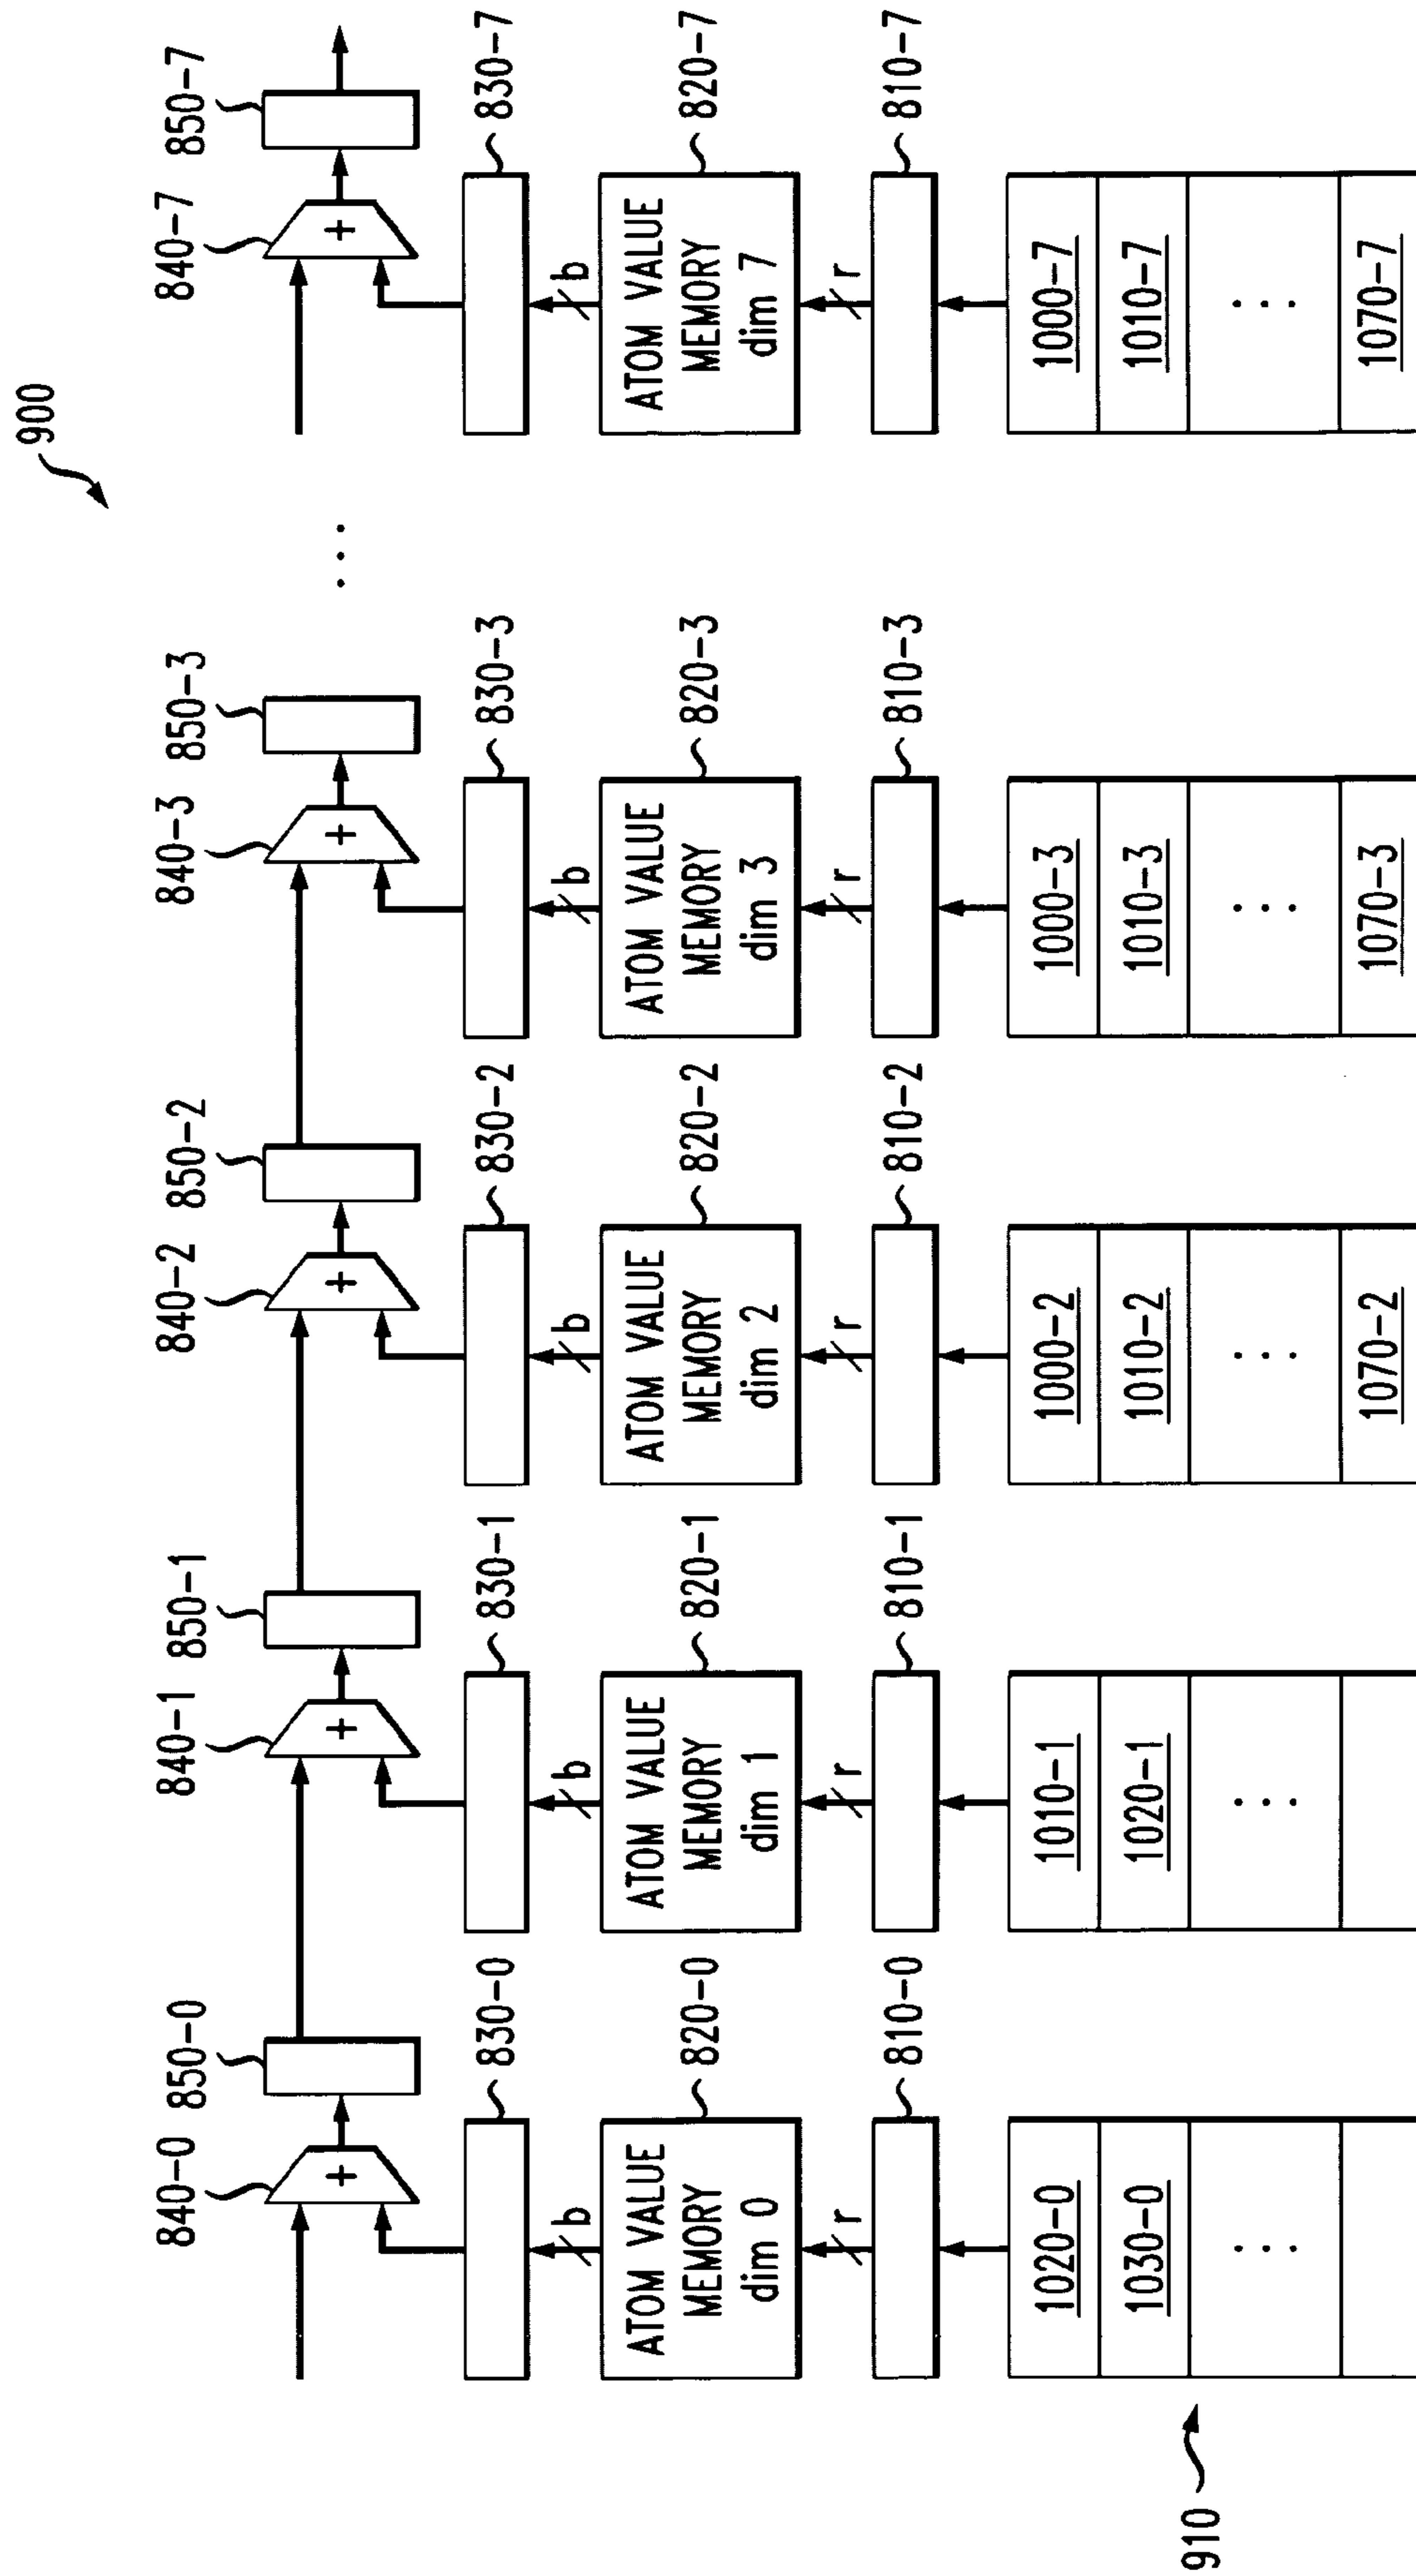 900
840-0
850-0
840-1
850-1
840-2
850-2
840-3
850-3
. . .
840-7
850-7
+
+
+
+
+
830-0
830-1
830-2
830-3
830-7
b
b
b
b
b
ATOM VALUE
MEMORY
dim 0
820-0
ATOM VALUE
MEMORY
dim 1
820-1
ATOM VALUE
MEMORY
dim 2
820-2
ATOM VALUE
MEMORY
dim 3
820-3
ATOM VALUE
MEMORY
dim 7
820-7
r
r
r
r
r
810-0
810-1
810-2
810-3
810-7
910
1020-0
1030-0
. . .
1010-1
1020-1
. . .
1000-2
1010-2
. . .
1070-2
1000-3
1010-3
. . .
1070-3
1000-7
1010-7
. . .
1070-7